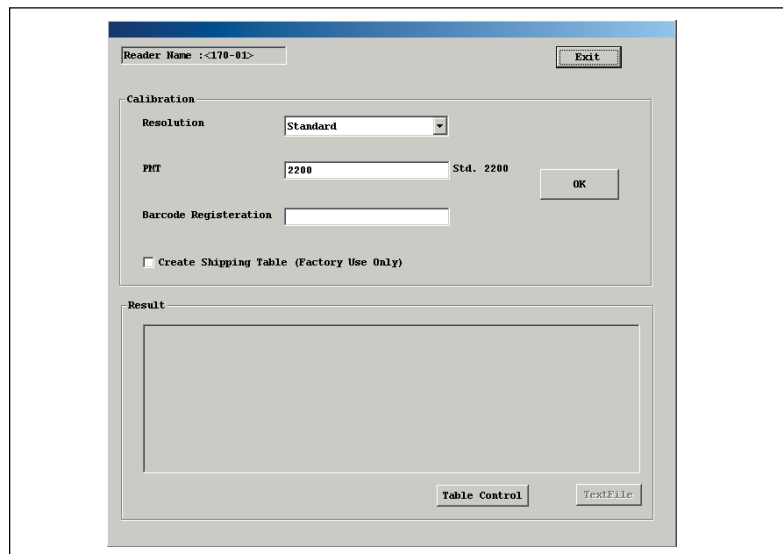 Reader Name :<170-01>
Exit
Calibration
Resolution
Standard
PMT
2200
Std. 2200
OK
Barcode Registeration
Create Shipping Table (Factory Use Only)
Result
Table Control
TextFile